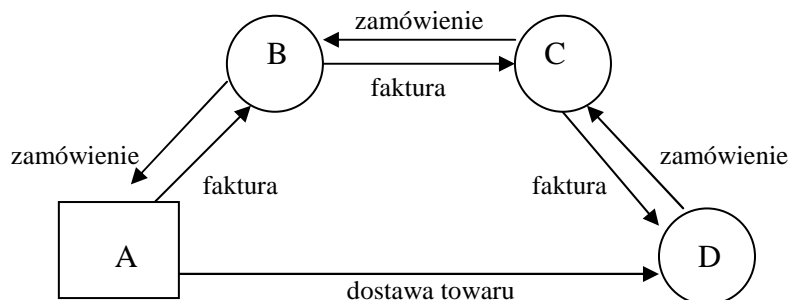 zamówienie
B
C
faktura
zamówienie
zamówienie
faktura
faktura
A
D
dostawa towaru